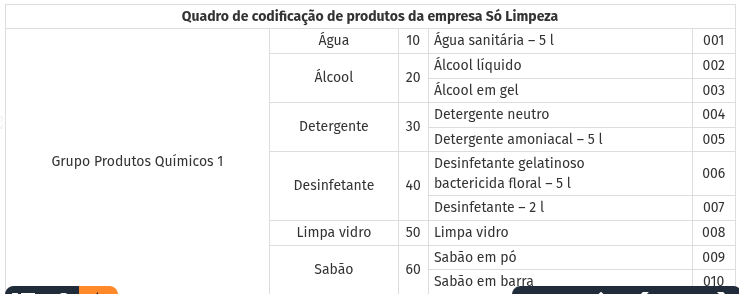 Quadro de codificação de produtos da empresa Só Limpeza
Grupo Produtos Químicos 1
Água 10 Água sanitária – 5 l 001
Álcool 20 Álcool líquido 002
Álcool em gel 003
Detergente 30 Detergente neutro 004
Detergente amoniacal – 5 l 005
Desinfetante 40 Desinfetante gelatinoso
bactericida floral – 5 l 006
Desinfetante – 2 l 007
Limpa vidro 50 Limpa vidro 008
Sabão 60 Sabão em pó 009
Sabão em barra 010